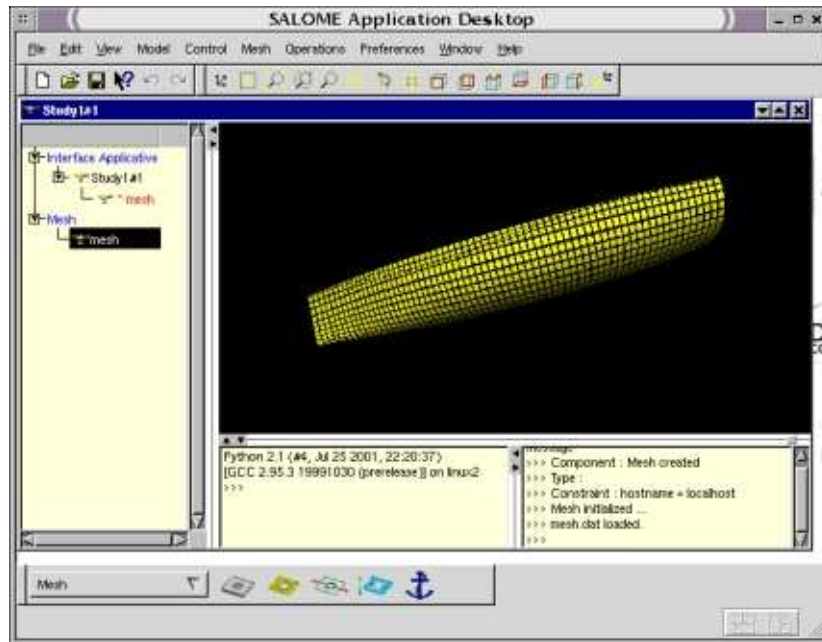 SALOME Application Desktop
File Edit View Model Control Mesh Operations Preferences Window Help
Study1#1
Interface Applicative
Study1#1
* mesh
Mesh
mesh
Python 2.1 (#4, Jul 25 2001, 22:20:37)
[GCC 2.95.3 19991030 (prerelease)] on linux2
>>>
message
>>> Component : Mesh created
>>> Type :
>>> Constraint : hostname = localhost
>>> Mesh initialized ...
>>> mesh.dat loaded.
>>>
Mesh